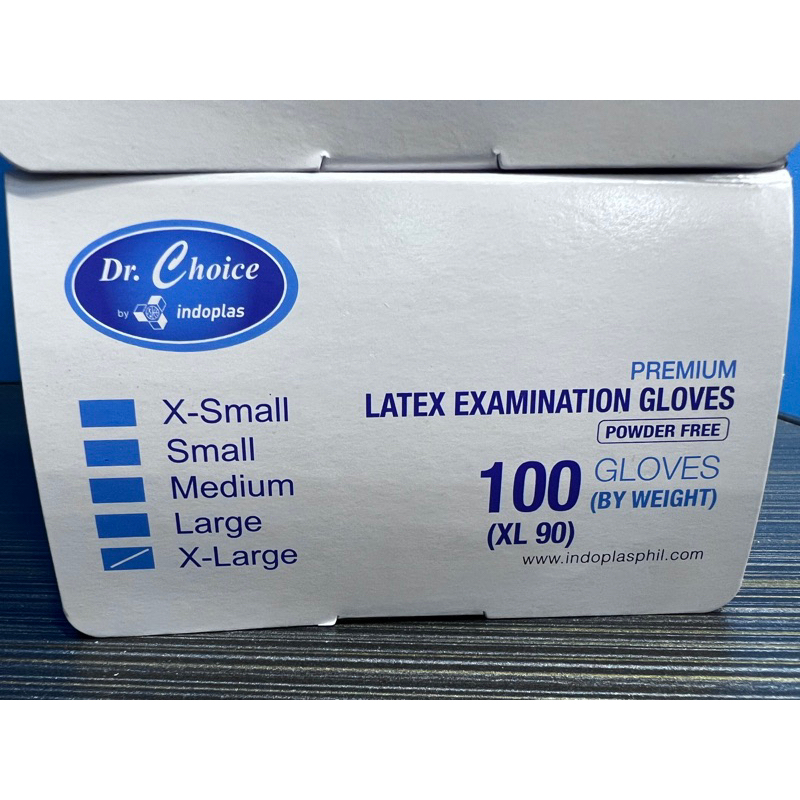 Dr. Choice
by indoplas
X-Small
Small
Medium
Large
X-Large
PREMIUM
LATEX EXAMINATION GLOVES
POWDER FREE
100 GLOVES
(BY WEIGHT)
(XL 90)
www.indoplasphil.com